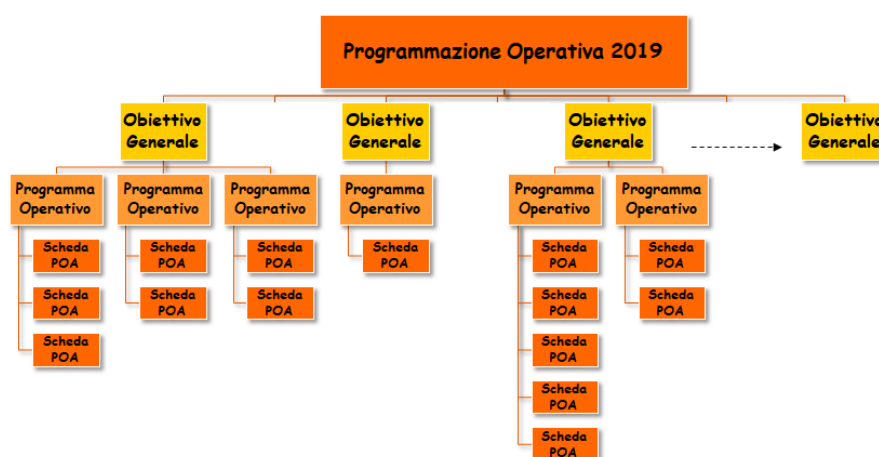 Programmazione Operativa 2019
Obiettivo
Generale
Obiettivo
Generale
Obiettivo
Generale
Obiettivo
Generale
Programma
Operativo
Programma
Operativo
Programma
Operativo
Programma
Operativo
Programma
Operativo
Programma
Operativo
Scheda
POA
Scheda
POA
Scheda
POA
Scheda
POA
Scheda
POA
Scheda
POA
Scheda
POA
Scheda
POA
Scheda
POA
Scheda
POA
Scheda
POA
Scheda
POA
Scheda
POA
Scheda
POA
Scheda
POA